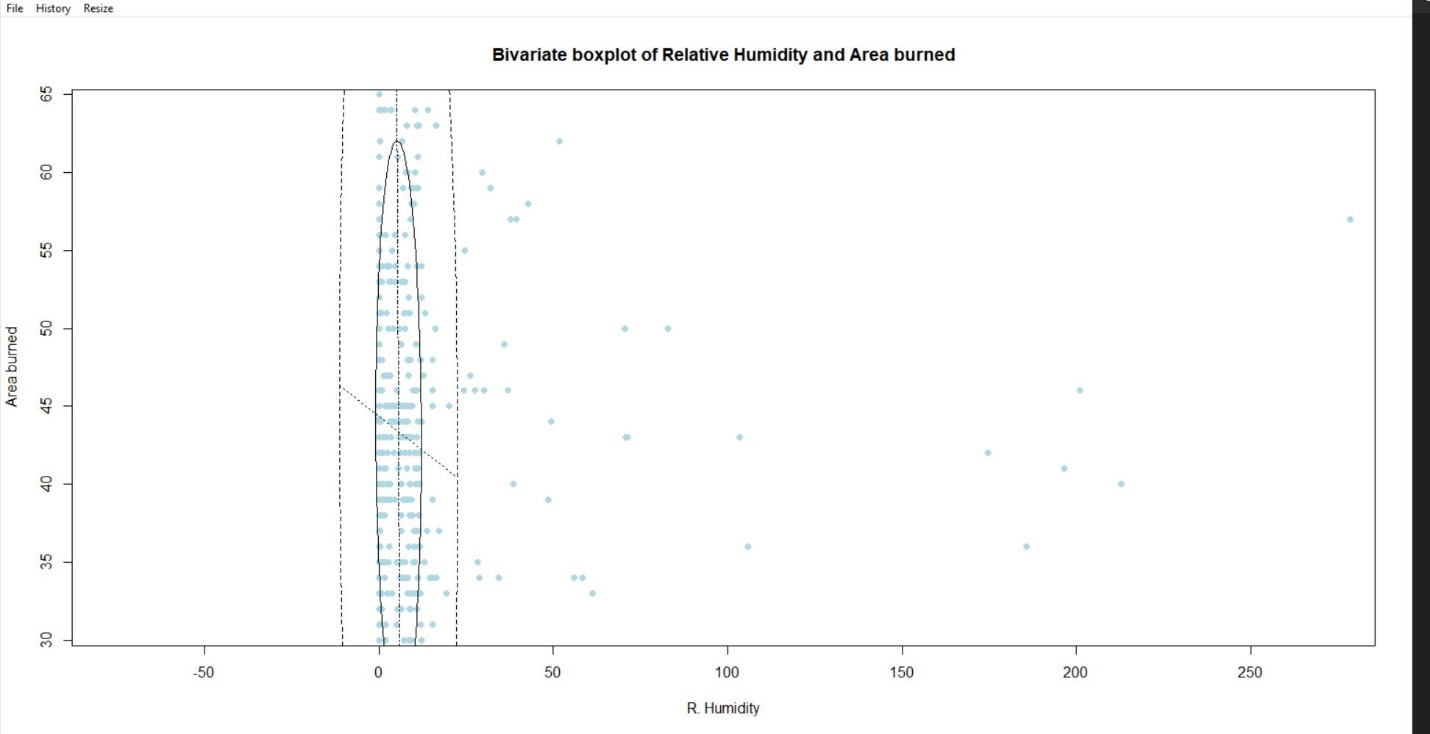 File History Resize
Bivariate boxplot of Relative Humidity and Area burned
65
60
55
50
45
40
35
30
Area burned
-50 0 50 100 150 200 250
R. Humidity